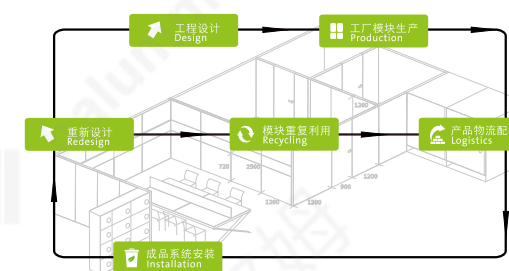 工程设计
Design
工厂模块生产
Production
1200
重新设计
Redesign
模块重复利用
Recycling
产品物流配
Logistics
720 2960
1200
900
1200 1200
成品系统安装
Installation